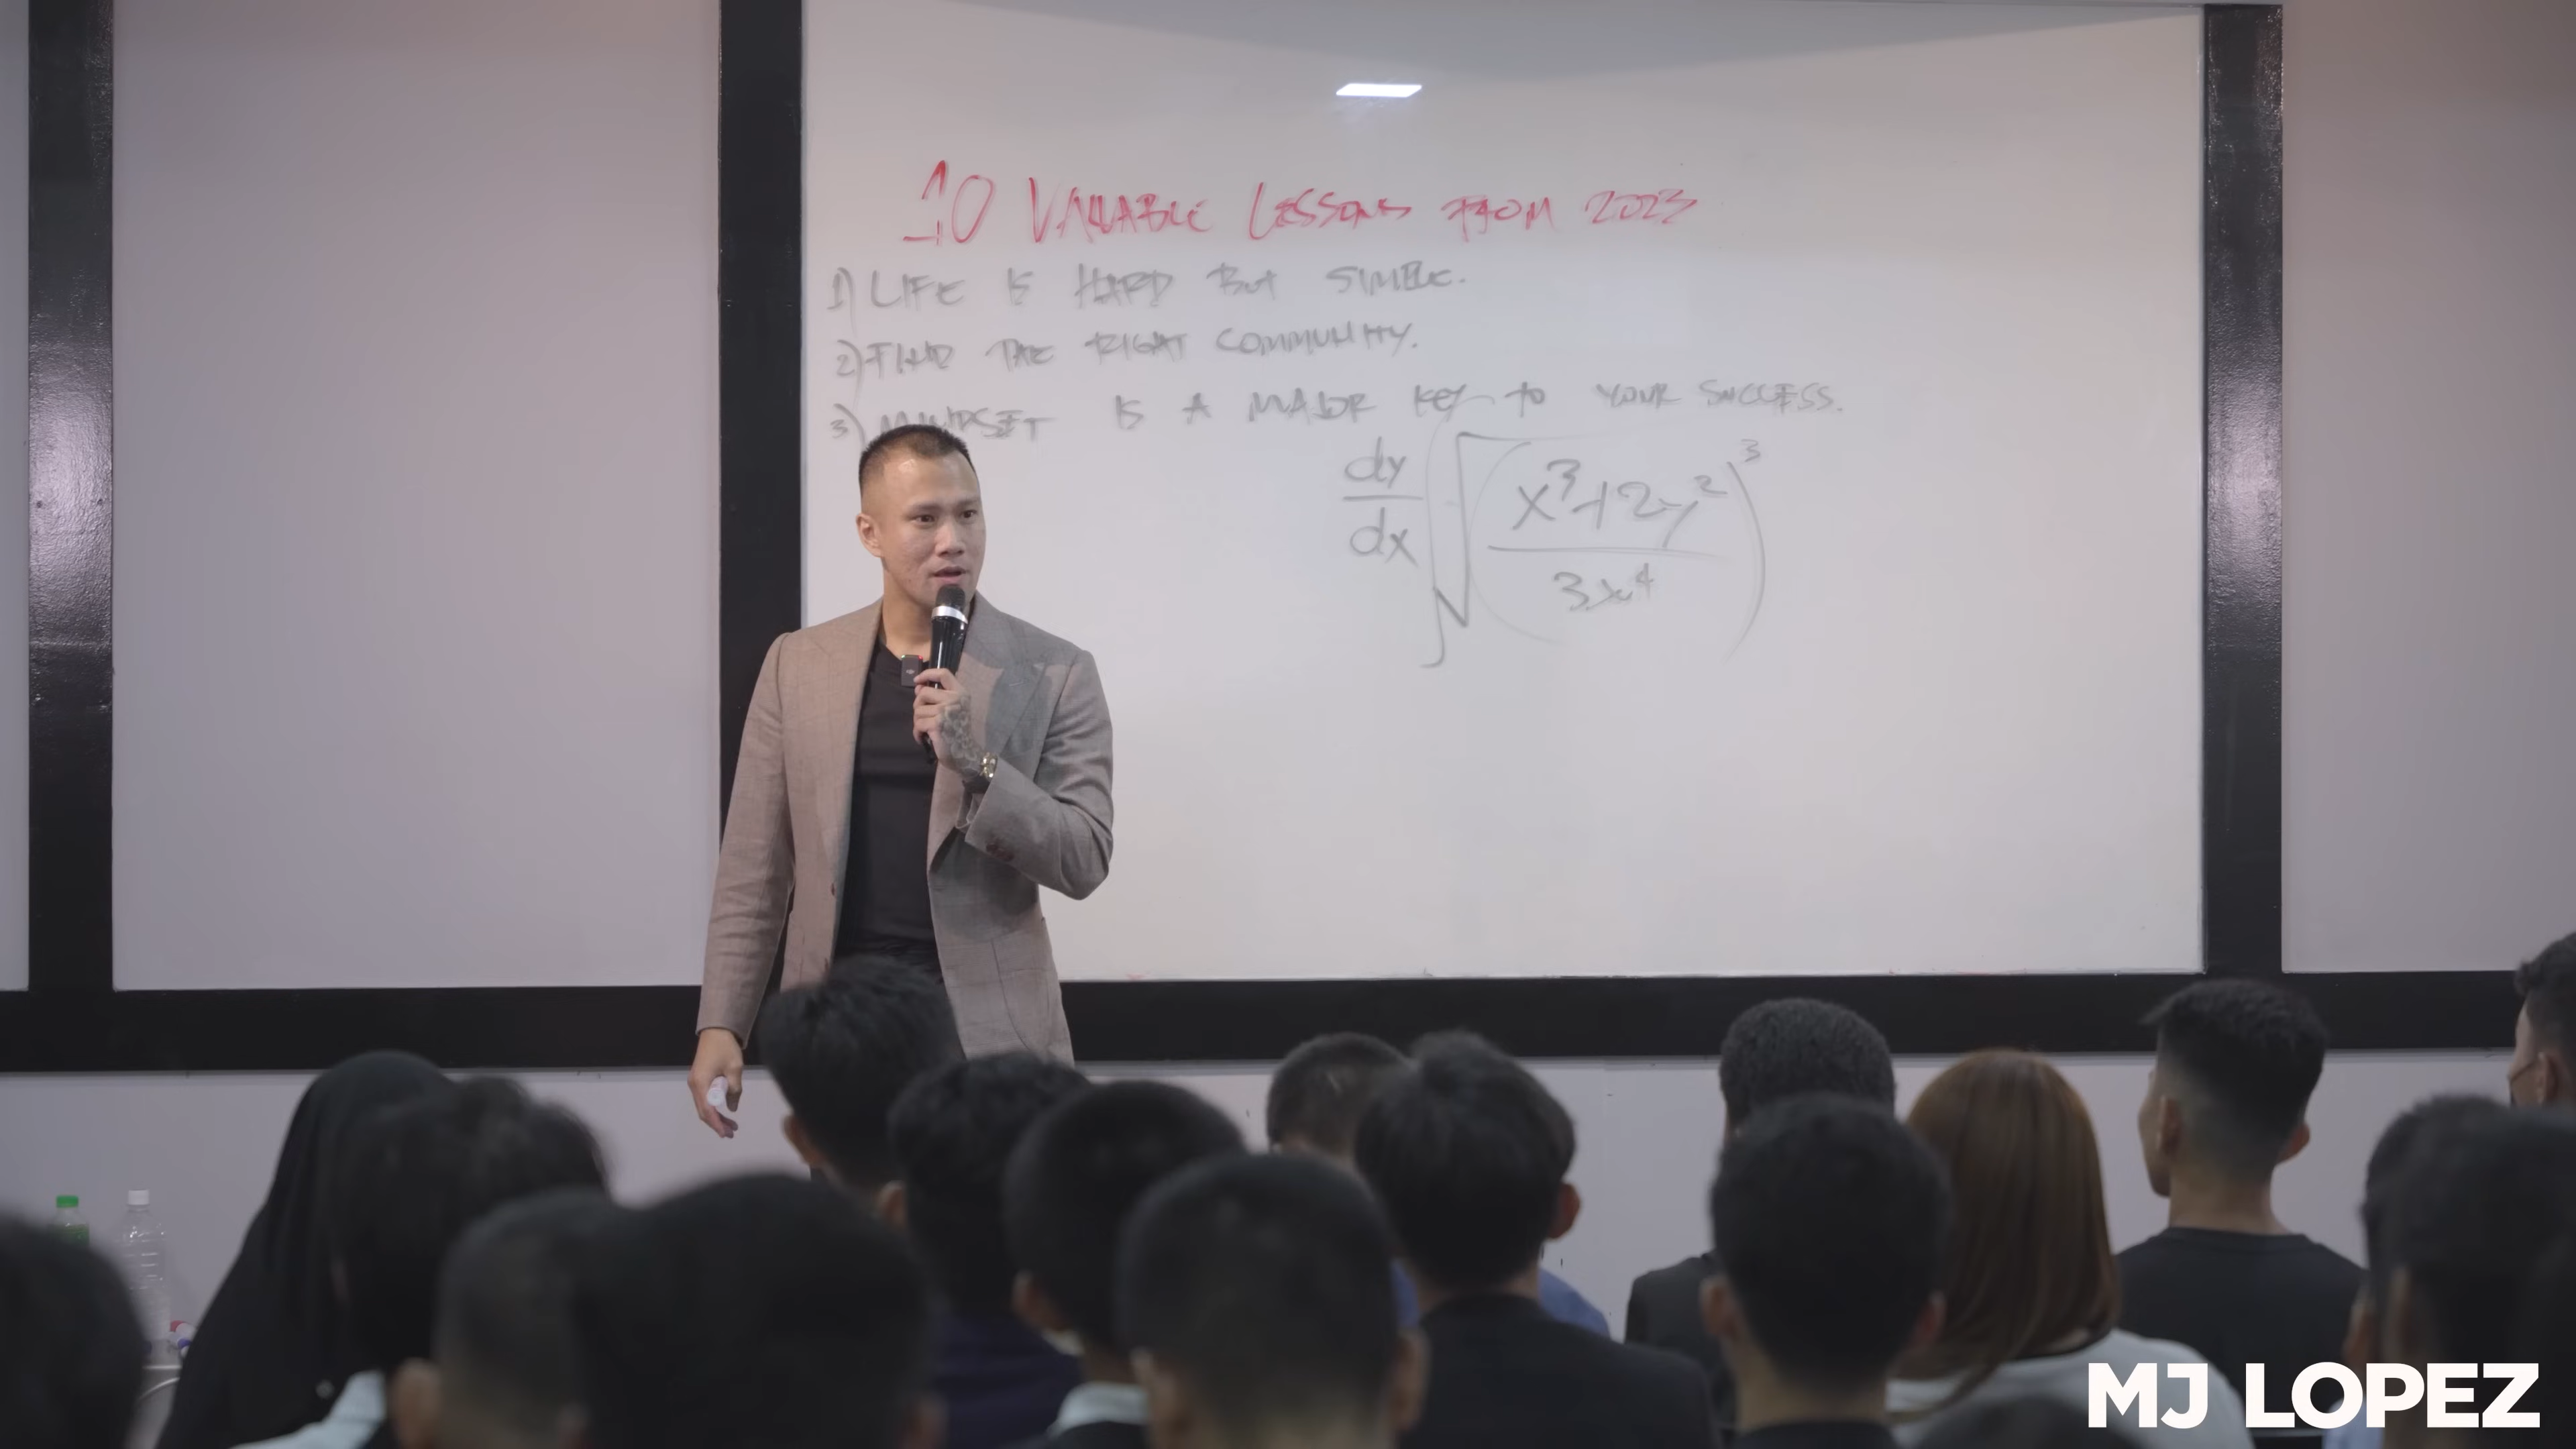 10 VALUABLE LESSONS FROM 2023
1) LIFE IS HARD BUT SIMPLE.
2) FIND THE RIGHT COMMUNITY.
3) MINDSET IS A MAJOR KEY TO YOUR SUCCESS.
dy/dx ∫ √((x³+2y²)/(3x⁴))³
MJ LOPEZ